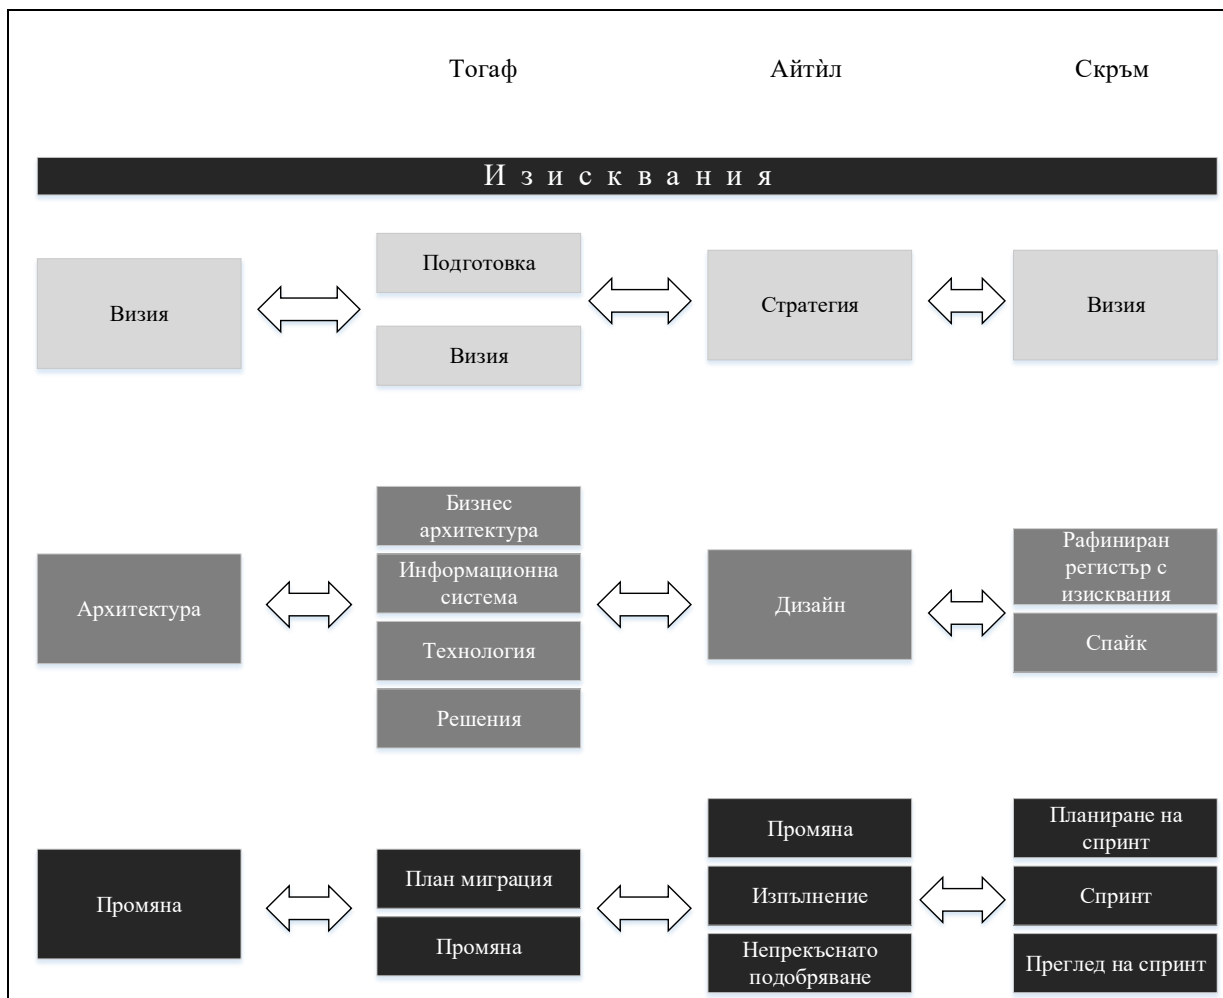 Тогаф
Айтѝл
Скръм
Изисквания
Визия
Подготовка
Визия
Стратегия
Визия
Архитектура
Бизнес
архитектура
Информационна
система
Технология
Решения
Дизайн
Рафиниран
регистър с
изисквания
Спайк
Промяна
План миграция
Промяна
Промяна
Изпълнение
Непрекъснато
подобряване
Планиране на
спринт
Спринт
Преглед на спринт